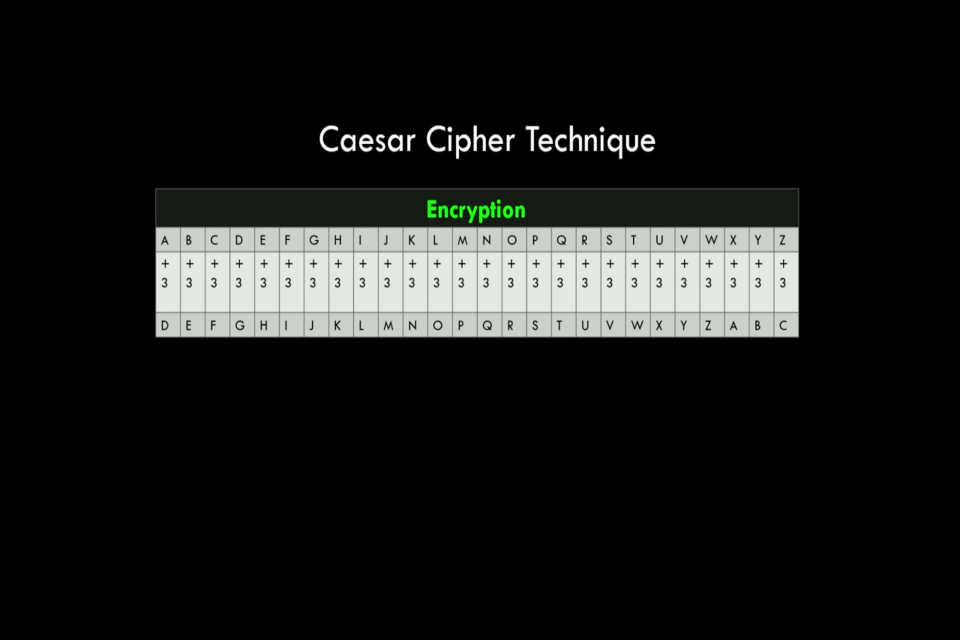 Caesar Cipher Technique
Encryption
A B C D E F G H I J K L M N O P Q R S T U V W X Y Z
+ + + + + + + + + + + + + + + + + + + + + + + + + +
3 3 3 3 3 3 3 3 3 3 3 3 3 3 3 3 3 3 3 3 3 3 3 3 3 3
D E F G H I J K L M N O P Q R S T U V W X Y Z A B C